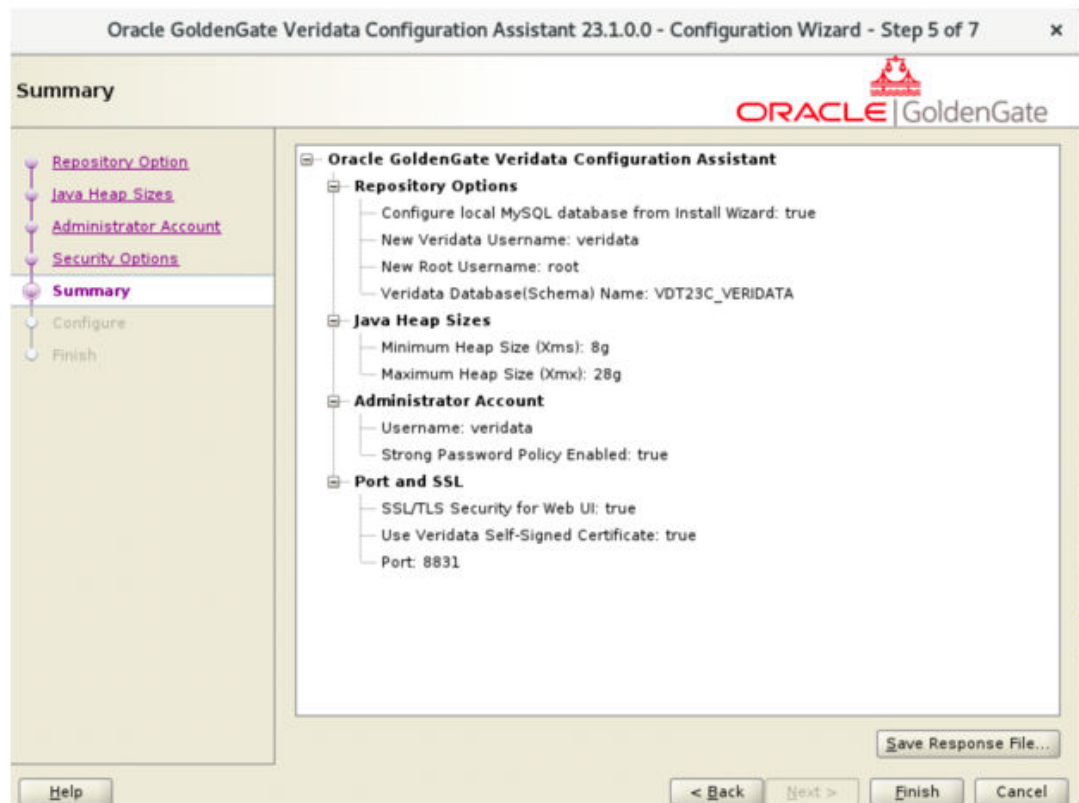 Oracle GoldenGate Veridata Configuration Assistant 23.1.0.0 - Configuration Wizard - Step 5 of 7 ×
Summary
ORACLE | GoldenGate
Repository Option
Java Heap Sizes
Administrator Account
Security Options
Summary
Configure
Finish
Oracle GoldenGate Veridata Configuration Assistant
Repository Options
Configure local MySQL database from Install Wizard: true
New Veridata Username: veridata
New Root Username: root
Veridata Database(Schema) Name: VDT23C_VERIDATA
Java Heap Sizes
Minimum Heap Size (Xms): 8g
Maximum Heap Size (Xmx): 28g
Administrator Account
Username: veridata
Strong Password Policy Enabled: true
Port and SSL
SSL/TLS Security for Web UI: true
Use Veridata Self-Signed Certificate: true
Port: 8831
Save Response File...
Help
< Back
Next >
Finish
Cancel